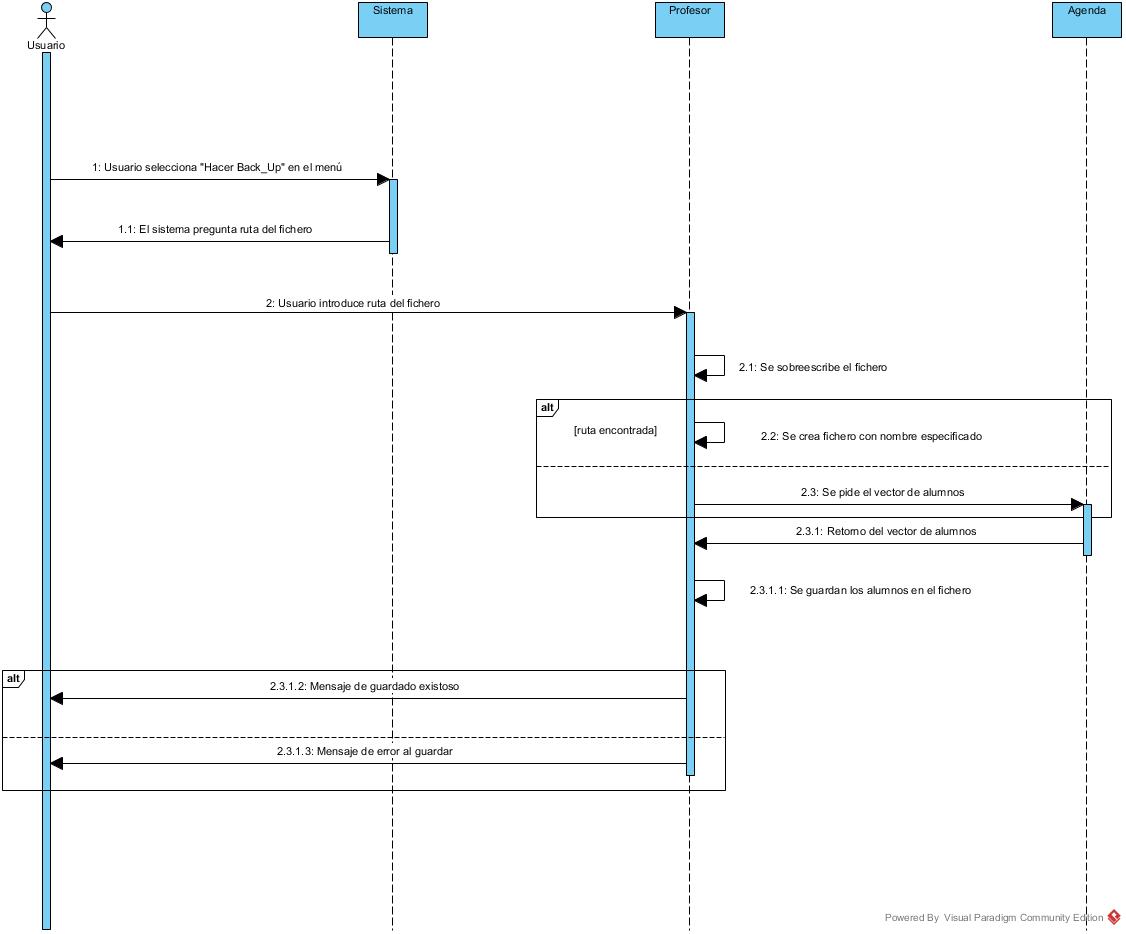 Sistema
Profesor
Agenda
Usuario
1: Usuario selecciona "Hacer Back_Up" en el menú
1.1: El sistema pregunta ruta del fichero
2: Usuario introduce ruta del fichero
2.1: Se sobreescribe el fichero
alt
[ruta encontrada]
2.2: Se crea fichero con nombre especificado
2.3: Se pide el vector de alumnos
2.3.1: Retorno del vector de alumnos
2.3.1.1: Se guardan los alumnos en el fichero
alt
2.3.1.2: Mensaje de guardado existoso
2.3.1.3: Mensaje de error al guardar
Powered By Visual Paradigm Community Edition